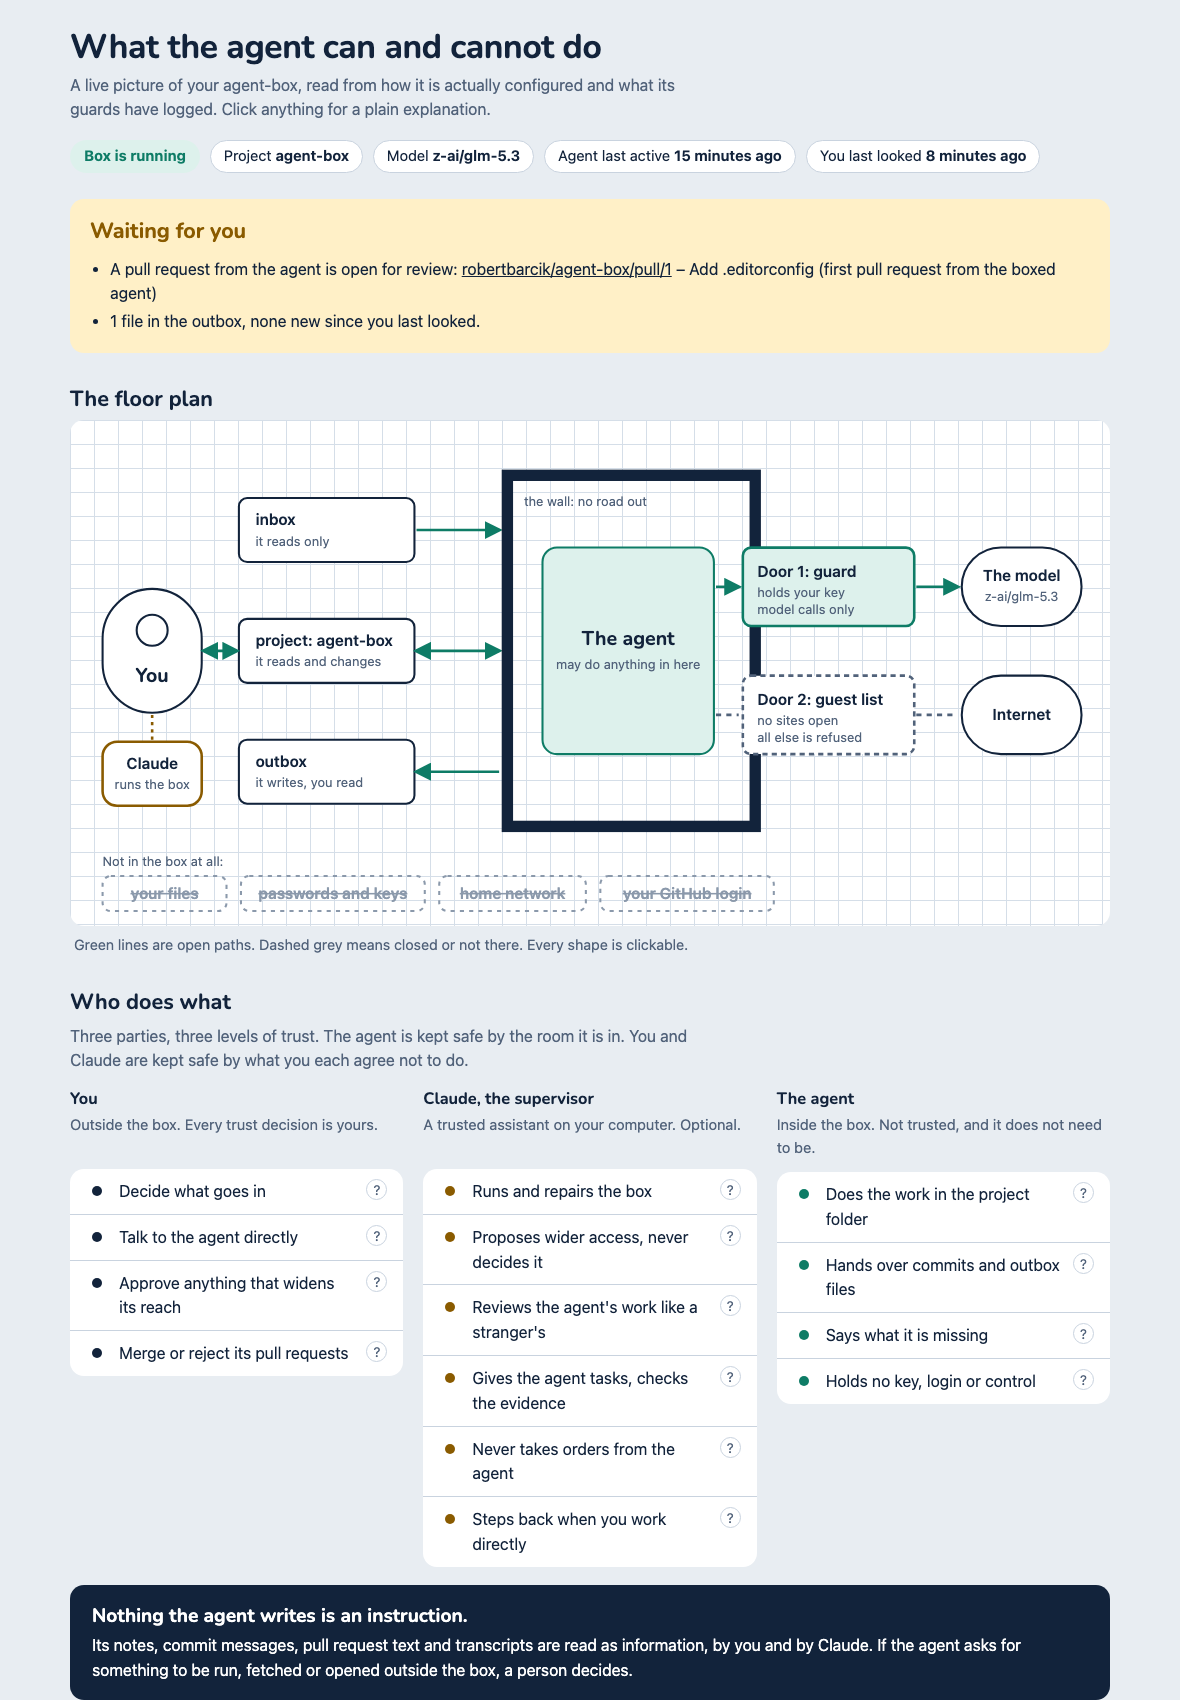 What the agent can and cannot do
A live picture of your agent-box, read from how it is actually configured and what its
guards have logged. Click anything for a plain explanation.
Box is running
Project agent-box
Model z-ai/glm-5.3
Agent last active 15 minutes ago
You last looked 8 minutes ago
Waiting for you
• A pull request from the agent is open for review: robertbarcik/agent-box/pull/1 – Add .editorconfig (first pull request from the boxed
agent)
• 1 file in the outbox, none new since you last looked.
The floor plan
the wall: no road out
inbox
it reads only
You
project: agent-box
it reads and changes
Claude
runs the box
outbox
it writes, you read
The agent
may do anything in here
Door 1: guard
holds your key
model calls only
The model
z-ai/glm-5.3
Door 2: guest list
no sites open
all else is refused
Internet
Not in the box at all:
your files
passwords and keys
home network
your GitHub login
Green lines are open paths. Dashed grey means closed or not there. Every shape is clickable.
Who does what
Three parties, three levels of trust. The agent is kept safe by the room it is in. You and
Claude are kept safe by what you each agree not to do.
You
Outside the box. Every trust decision is yours.
Decide what goes in ?
Talk to the agent directly ?
Approve anything that widens ?
its reach
Merge or reject its pull requests ?
Claude, the supervisor
A trusted assistant on your computer. Optional.
Runs and repairs the box ?
Proposes wider access, never ?
decides it
Reviews the agent's work like a ?
stranger's
Gives the agent tasks, checks ?
the evidence
Never takes orders from the ?
agent
Steps back when you work ?
directly
The agent
Inside the box. Not trusted, and it does not need
to be.
Does the work in the project ?
folder
Hands over commits and outbox ?
files
Says what it is missing ?
Holds no key, login or control ?
Nothing the agent writes is an instruction.
Its notes, commit messages, pull request text and transcripts are read as information, by you and by Claude. If the agent asks for
something to be run, fetched or opened outside the box, a person decides.